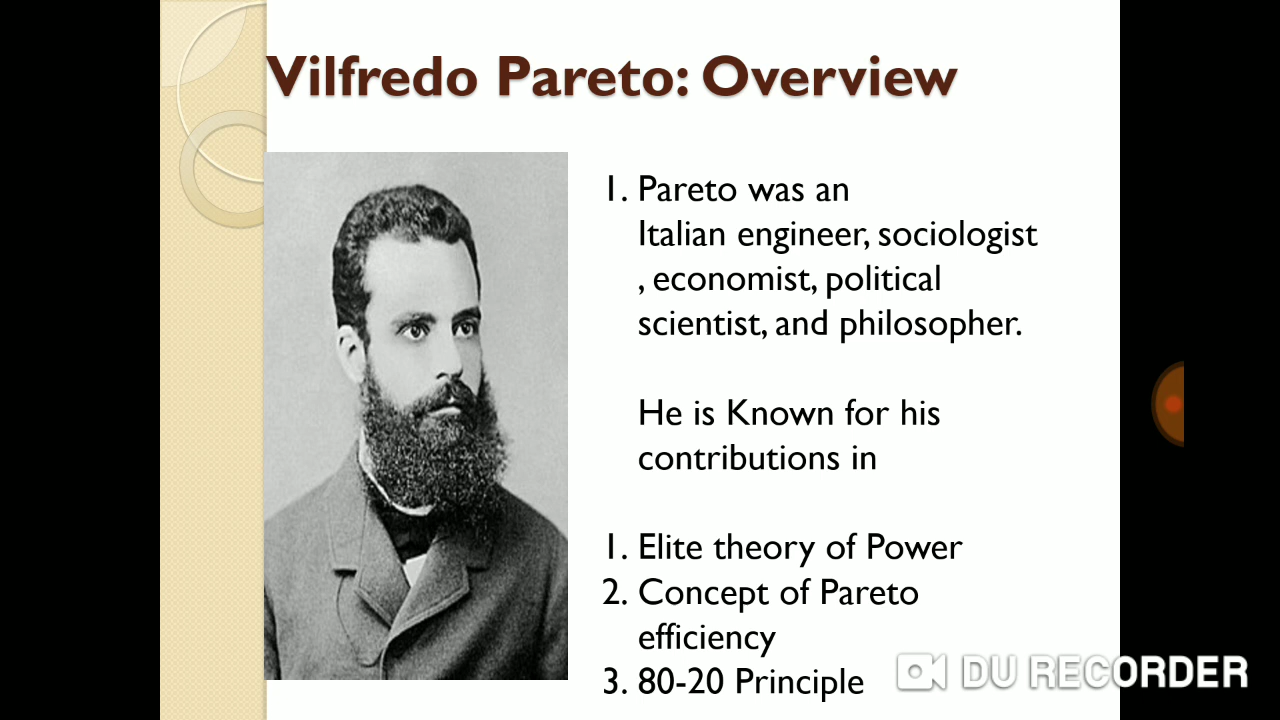 Vilfredo Pareto: Overview
1. Pareto was an
Italian engineer, sociologist
, economist, political
scientist, and philosopher.
He is Known for his
contributions in
1. Elite theory of Power
2. Concept of Pareto
efficiency
3. 80-20 Principle
DU RECORDER